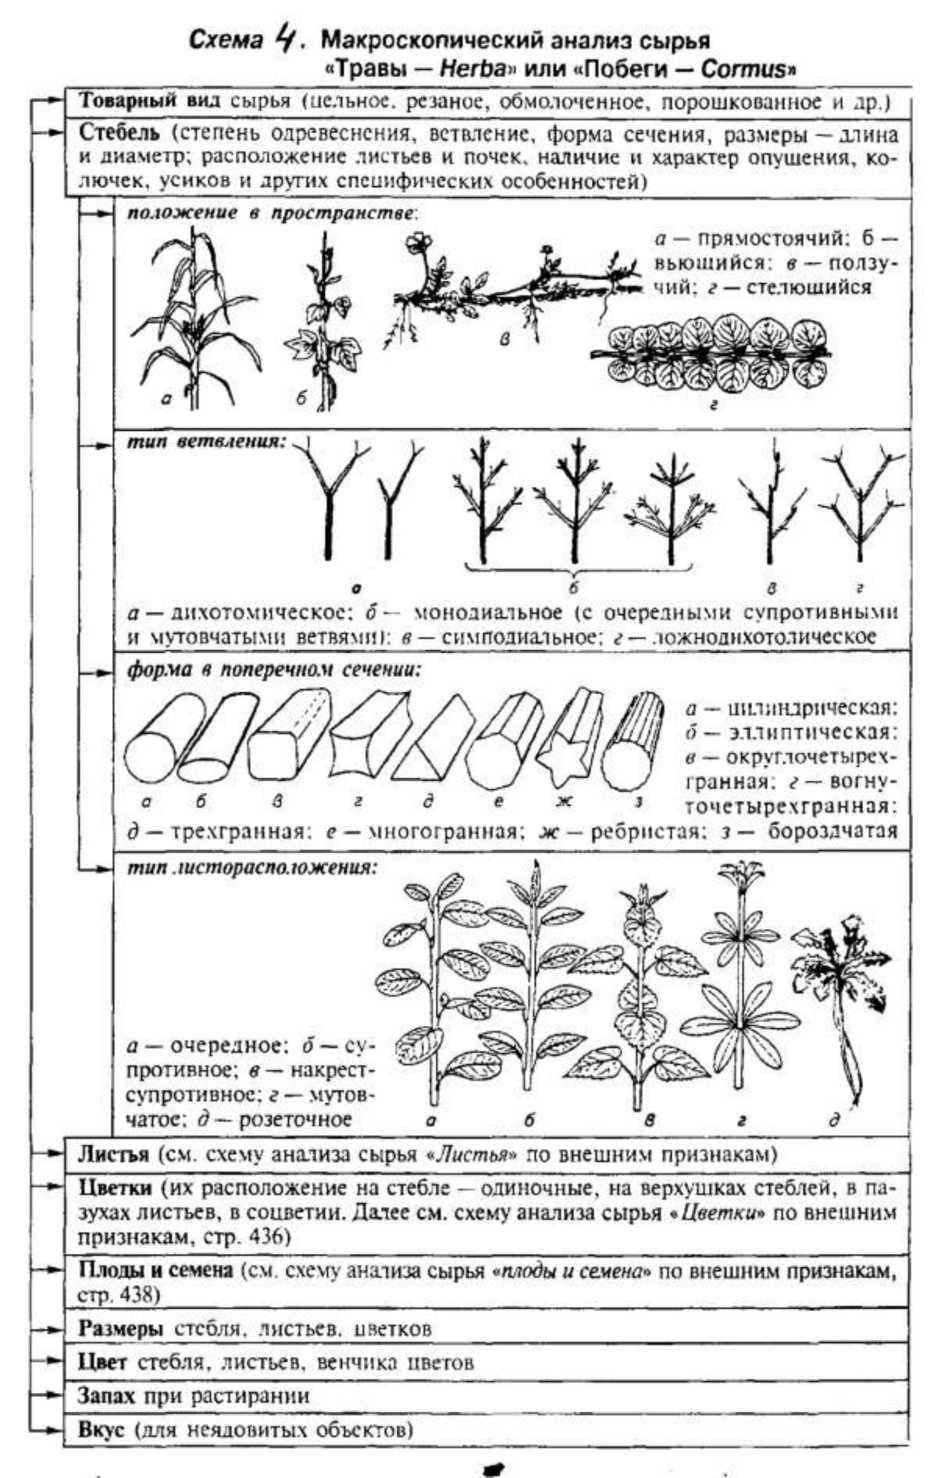 Схема 4. Макроскопический анализ сырья
«Травы — Herba» или «Побеги — Cormus»
Товарный вид сырья (цельное, резаное, обмолоченное, порошкованное и др.)
Стебель (степень одревеснения, ветвление, форма сечения, размеры — длина
и диаметр; расположение листьев и почек, наличие и характер опушения, ко-
лючек, усиков и других специфических особенностей)
положение в пространстве:
а — прямостоячий; б —
вьющийся; в — ползу-
чий; г — стелющийся
а
б
в
г
тип ветвления:
а
б
в
г
а — дихотомическое; б — монодиальное (с очередными супротивными
и мутовчатыми ветвями); в — симподиальное; г — ложнодихотолическое
форма в поперечном сечении:
а — цилиндрическая;
б — эллиптическая;
в — округлочетырех-
гранная; г — вогну-
точетырехгранная;
а б в г д е ж з
д — трехгранная; е — многогранная; ж — ребристая; з — бороздчатая
тип листорасположения:
а — очередное; б — су-
противное; в — накрест-
супротивное; г — мутов-
чатое; д — розеточное
а б в г д
Листья (см. схему анализа сырья «Листья» по внешним признакам)
Цветки (их расположение на стебле — одиночные, на верхушках стеблей, в па-
зухах листьев, в соцветии. Далее см. схему анализа сырья «Цветки» по внешним
признакам, стр. 436)
Плоды и семена (см. схему анализа сырья «плоды и семена» по внешним признакам,
стр. 438)
Размеры стебля, листьев, цветков
Цвет стебля, листьев, венчика цветов
Запах при растирании
Вкус (для неядовитых объектов)